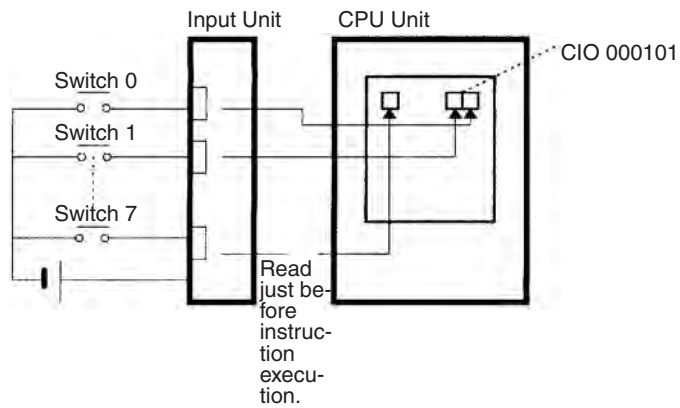 Input Unit
CPU Unit
CIO 000101
Switch 0
Switch 1
Switch 7
Read
just be-
fore
instruc-
tion
execu-
tion.